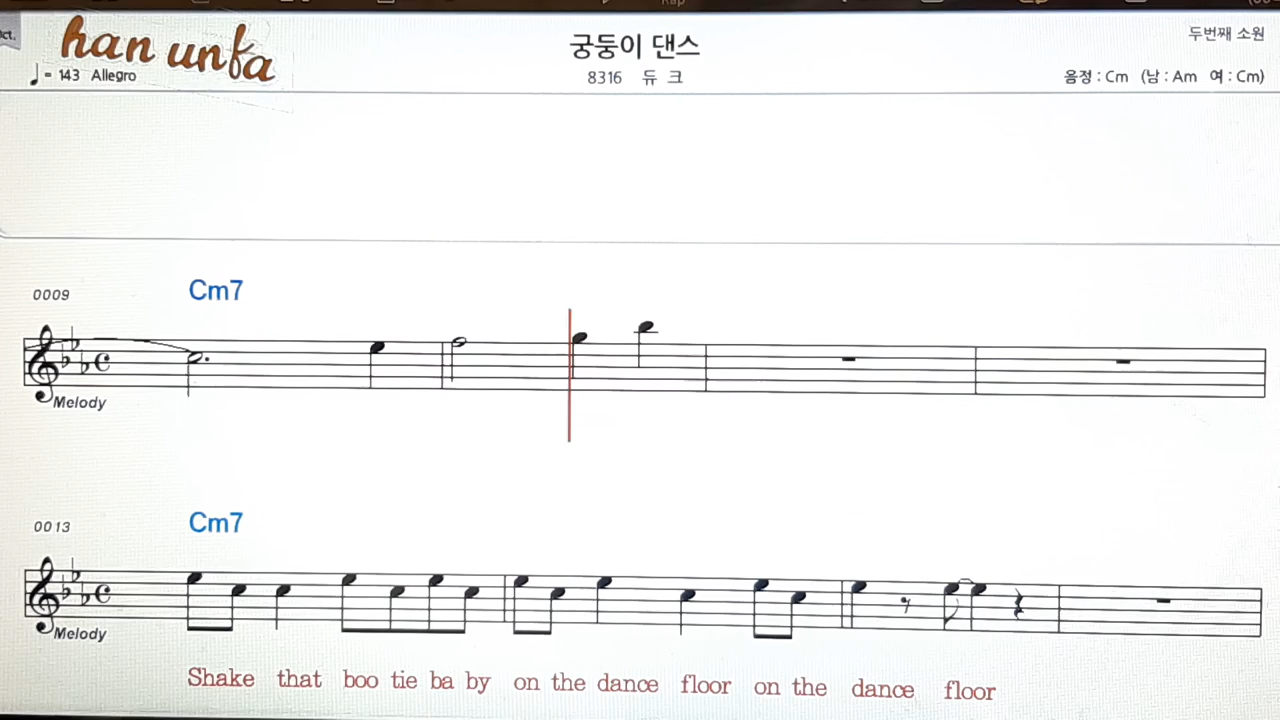 Rap
han unfa
궁둥이 댄스
두번째 소원
♩= 143 Allegro
8316 듀 크
음정 : Cm (남 : Am 여 : Cm)
0009
Cm7
Melody
0013
Cm7
Melody
Shake that boo tie ba by on the dance floor on the dance floor